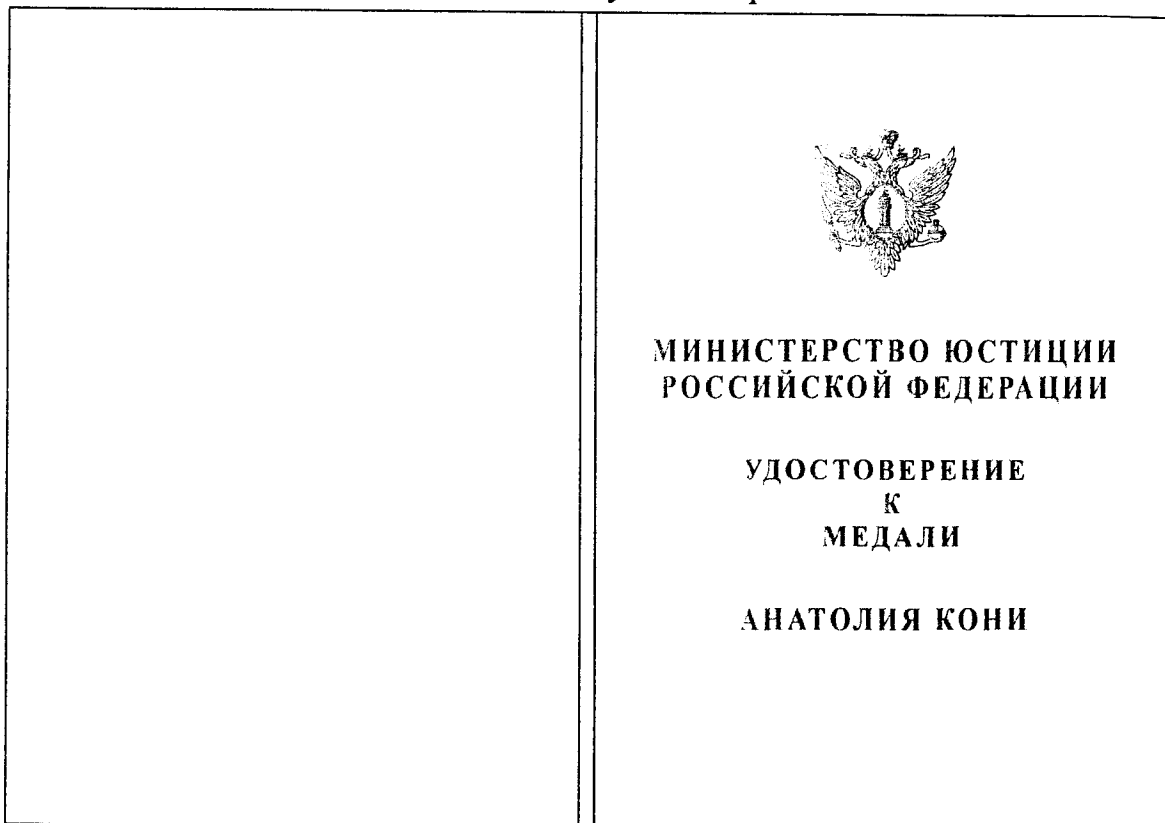 МИНИСТЕРСТВО ЮСТИЦИИ
РОССИЙСКОЙ ФЕДЕРАЦИИ
УДОСТОВЕРЕНИЕ
К
МЕДАЛИ
АНАТОЛИЯ КОНИ